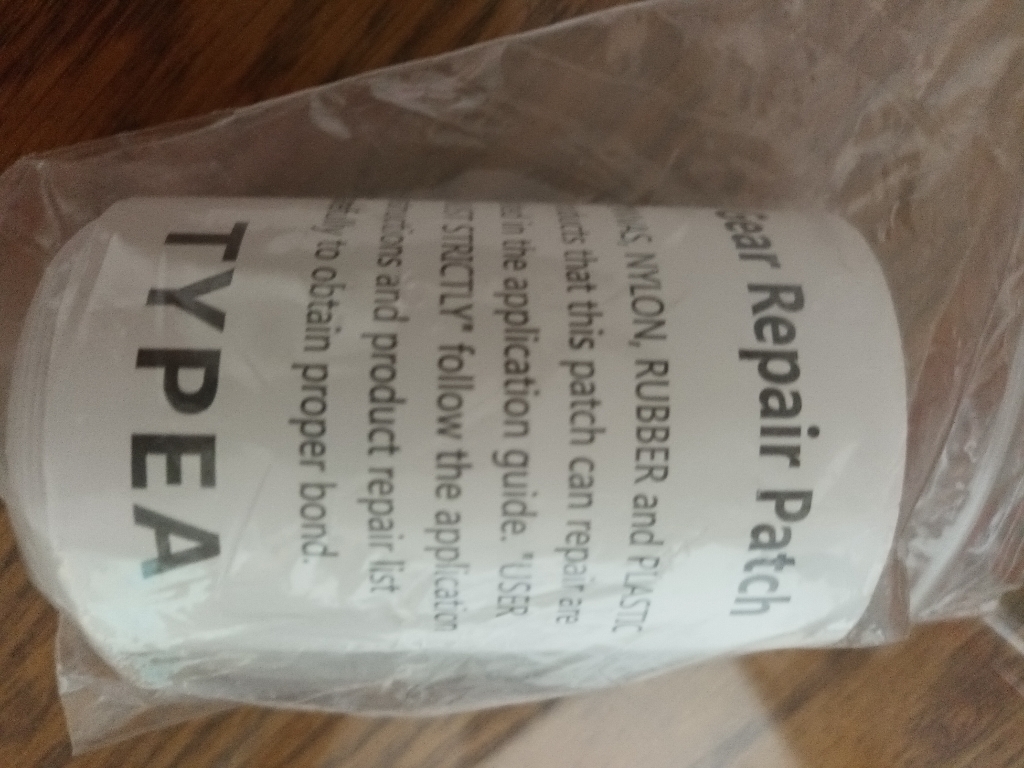 Gear Repair Patch
NYLON, RUBBER and PLASTIC
that this patch can repair are
in the application guide. "USER
STRICTLY" follow the application
and product repair list
to obtain proper bond.
TYPE A